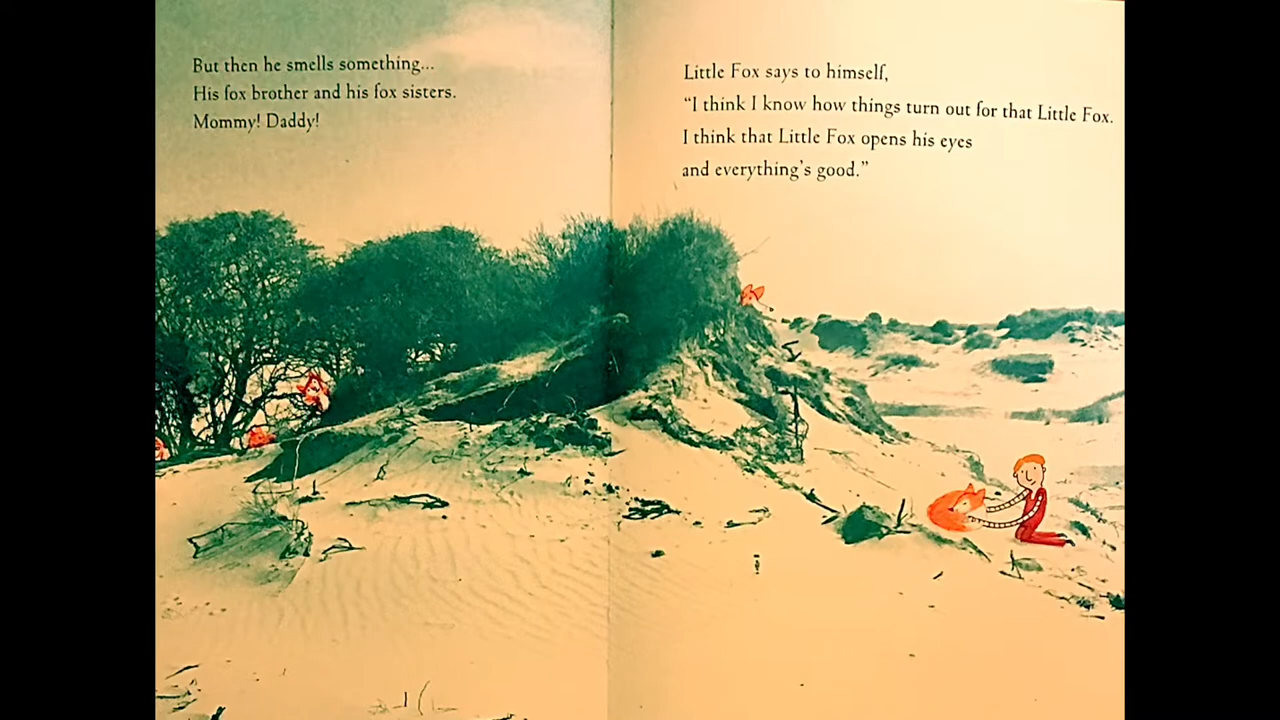 But then he smells something...
His fox brother and his fox sisters.
Mommy! Daddy!
Little Fox says to himself,
“I think I know how things turn out for that Little Fox.
I think that Little Fox opens his eyes
and everything's good.”